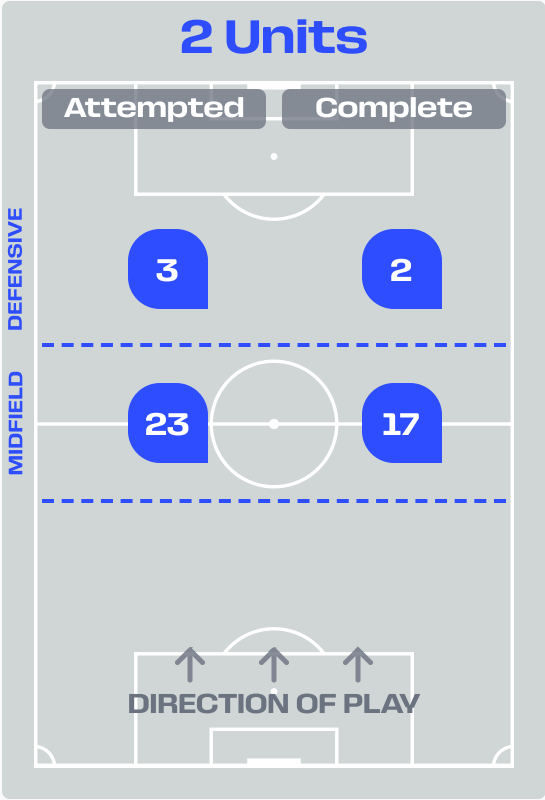 2 Units
Attempted
Complete
DEFENSIVE
3
2
MIDFIELD
23
17
DIRECTION OF PLAY